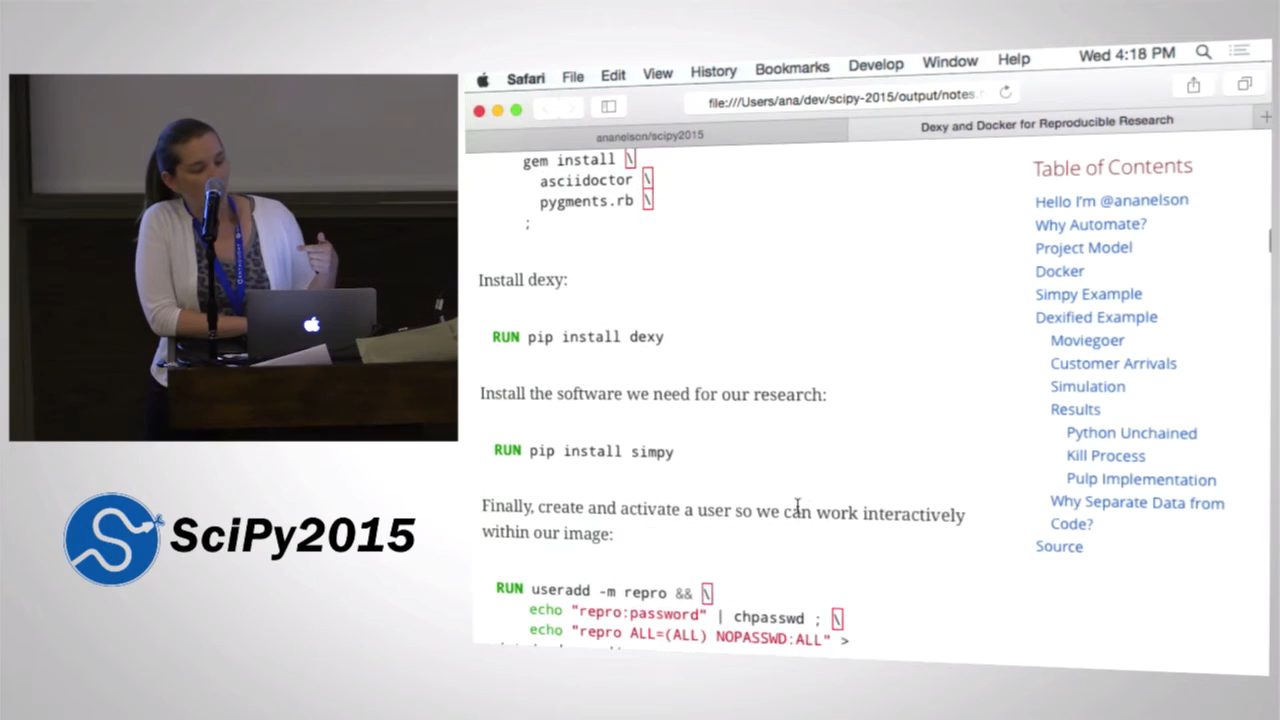 Safari File Edit View History Bookmarks Develop Window Help Wed 4:18 PM
file:///Users/ana/dev/scipy-2015/output/notes.
ananelson/scipy2015
Dexy and Docker for Reproducible Research
gem install \
asciidoctor \
pygments.rb \
;
Install dexy:
RUN pip install dexy
Install the software we need for our research:
RUN pip install simpy
Finally, create and activate a user so we can work interactively
within our image:
RUN useradd -m repro && \
echo "repro:password" | chpasswd ; \
echo "repro ALL=(ALL) NOPASSWD:ALL" >
Table of Contents
Hello I'm @ananelson
Why Automate?
Project Model
Docker
Simpy Example
Dexified Example
Moviegoer
Customer Arrivals
Simulation
Results
Python Unchained
Kill Process
Pulp Implementation
Why Separate Data from
Code?
Source
SciPy2015